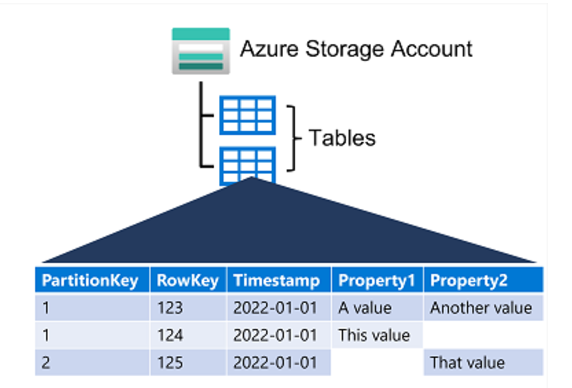 Azure Storage Account
Tables
PartitionKey RowKey Timestamp Property1 Property2
1 123 2022-01-01 A value Another value
1 124 2022-01-01 This value
2 125 2022-01-01 That value